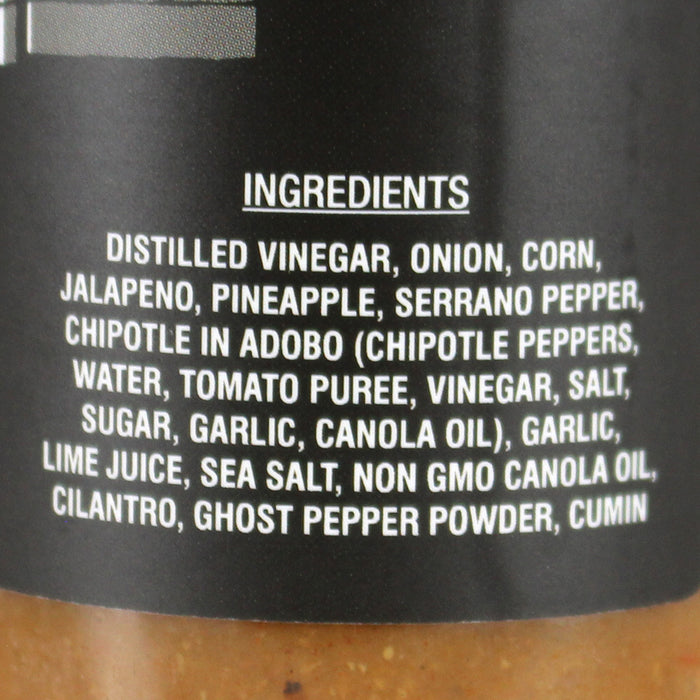 INGREDIENTS
DISTILLED VINEGAR, ONION, CORN,
JALAPENO, PINEAPPLE, SERRANO PEPPER,
CHIPOTLE IN ADOBO (CHIPOTLE PEPPERS,
WATER, TOMATO PUREE, VINEGAR, SALT,
SUGAR, GARLIC, CANOLA OIL), GARLIC,
LIME JUICE, SEA SALT, NON GMO CANOLA OIL,
CILANTRO, GHOST PEPPER POWDER, CUMIN